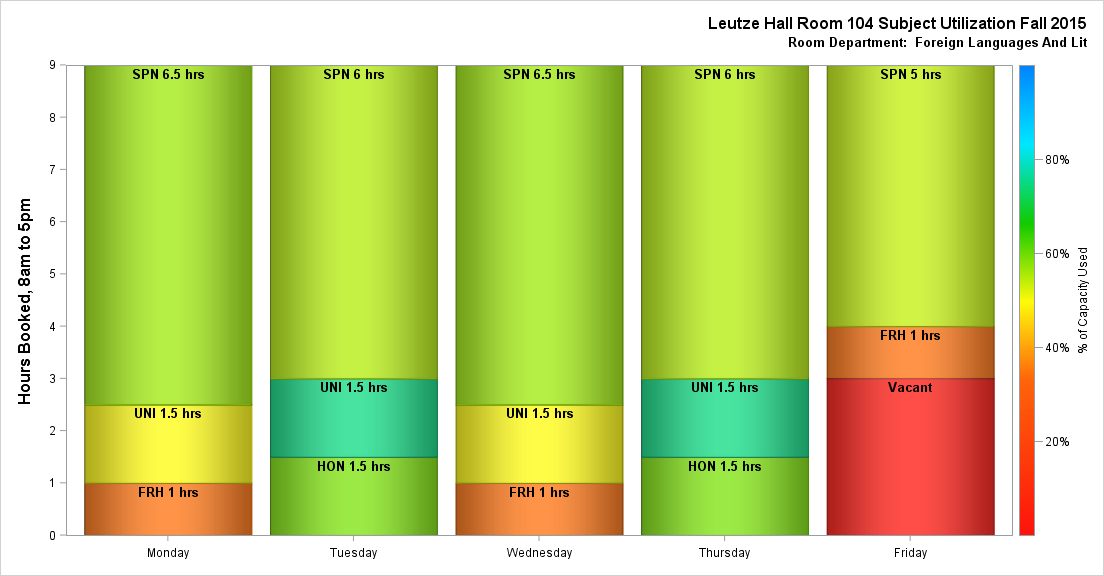 Leutze Hall Room 104 Subject Utilization Fall 2015
Room Department: Foreign Languages And Lit
Hours Booked, 8am to 5pm
9
8
7
6
5
4
3
2
1
0
SPN 6.5 hrs
UNI 1.5 hrs
FRH 1 hrs
SPN 6 hrs
UNI 1.5 hrs
HON 1.5 hrs
SPN 6.5 hrs
UNI 1.5 hrs
FRH 1 hrs
SPN 6 hrs
UNI 1.5 hrs
HON 1.5 hrs
SPN 5 hrs
FRH 1 hrs
Vacant
Monday
Tuesday
Wednesday
Thursday
Friday
80%
60%
40%
20%
% of Capacity Used